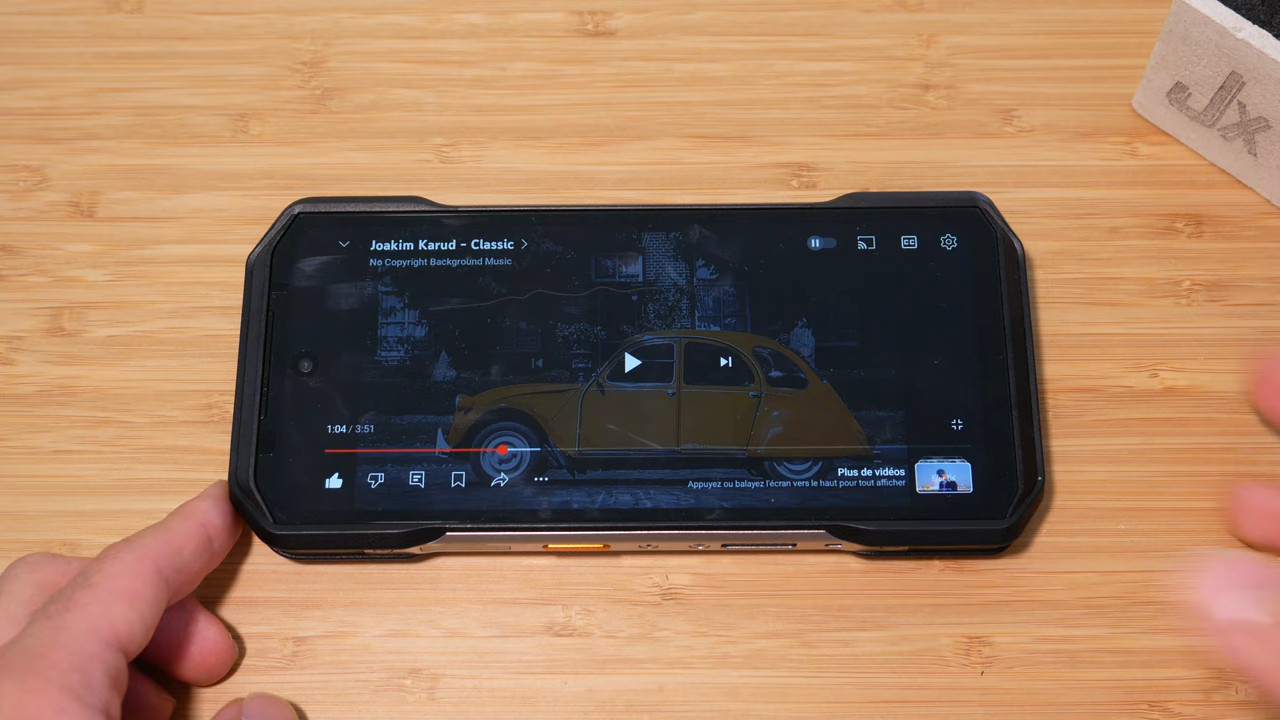 Jx
Joakim Karud - Classic
No Copyright Background Music
CC
1:04 / 3:51
Plus de vidéos
Appuyez ou balayez l'écran vers le haut pour tout afficher